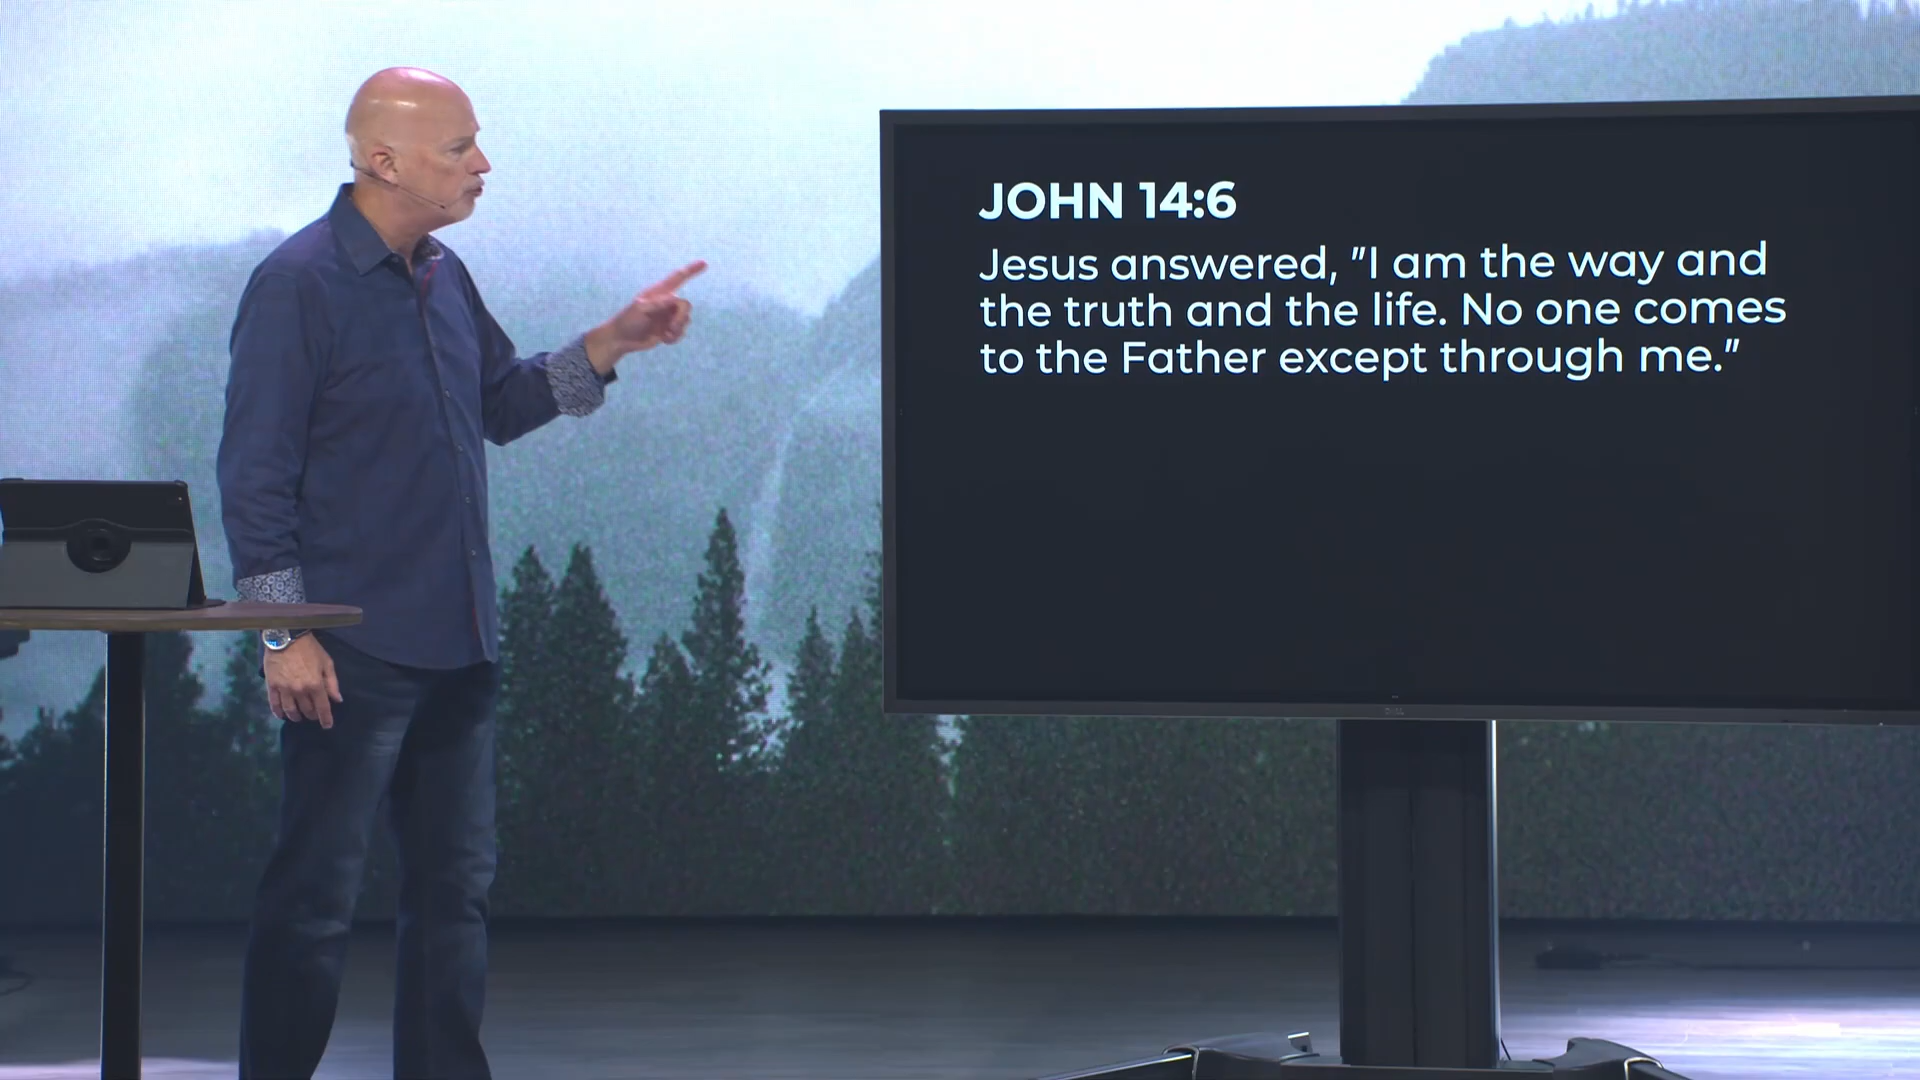 JOHN 14:6
Jesus answered, "I am the way and
the truth and the life. No one comes
to the Father except through me."